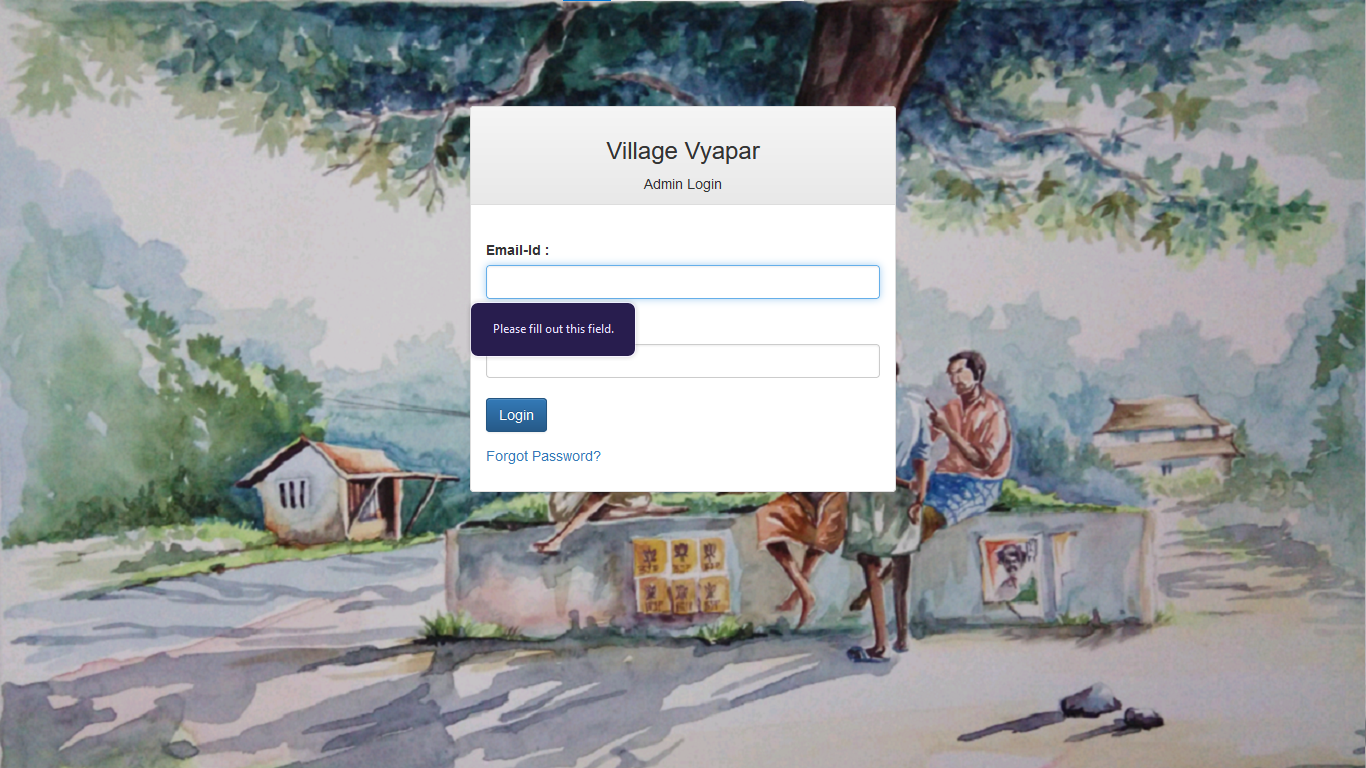 Village Vyapar
Admin Login
Email-Id :
Please fill out this field.
Login
Forgot Password?